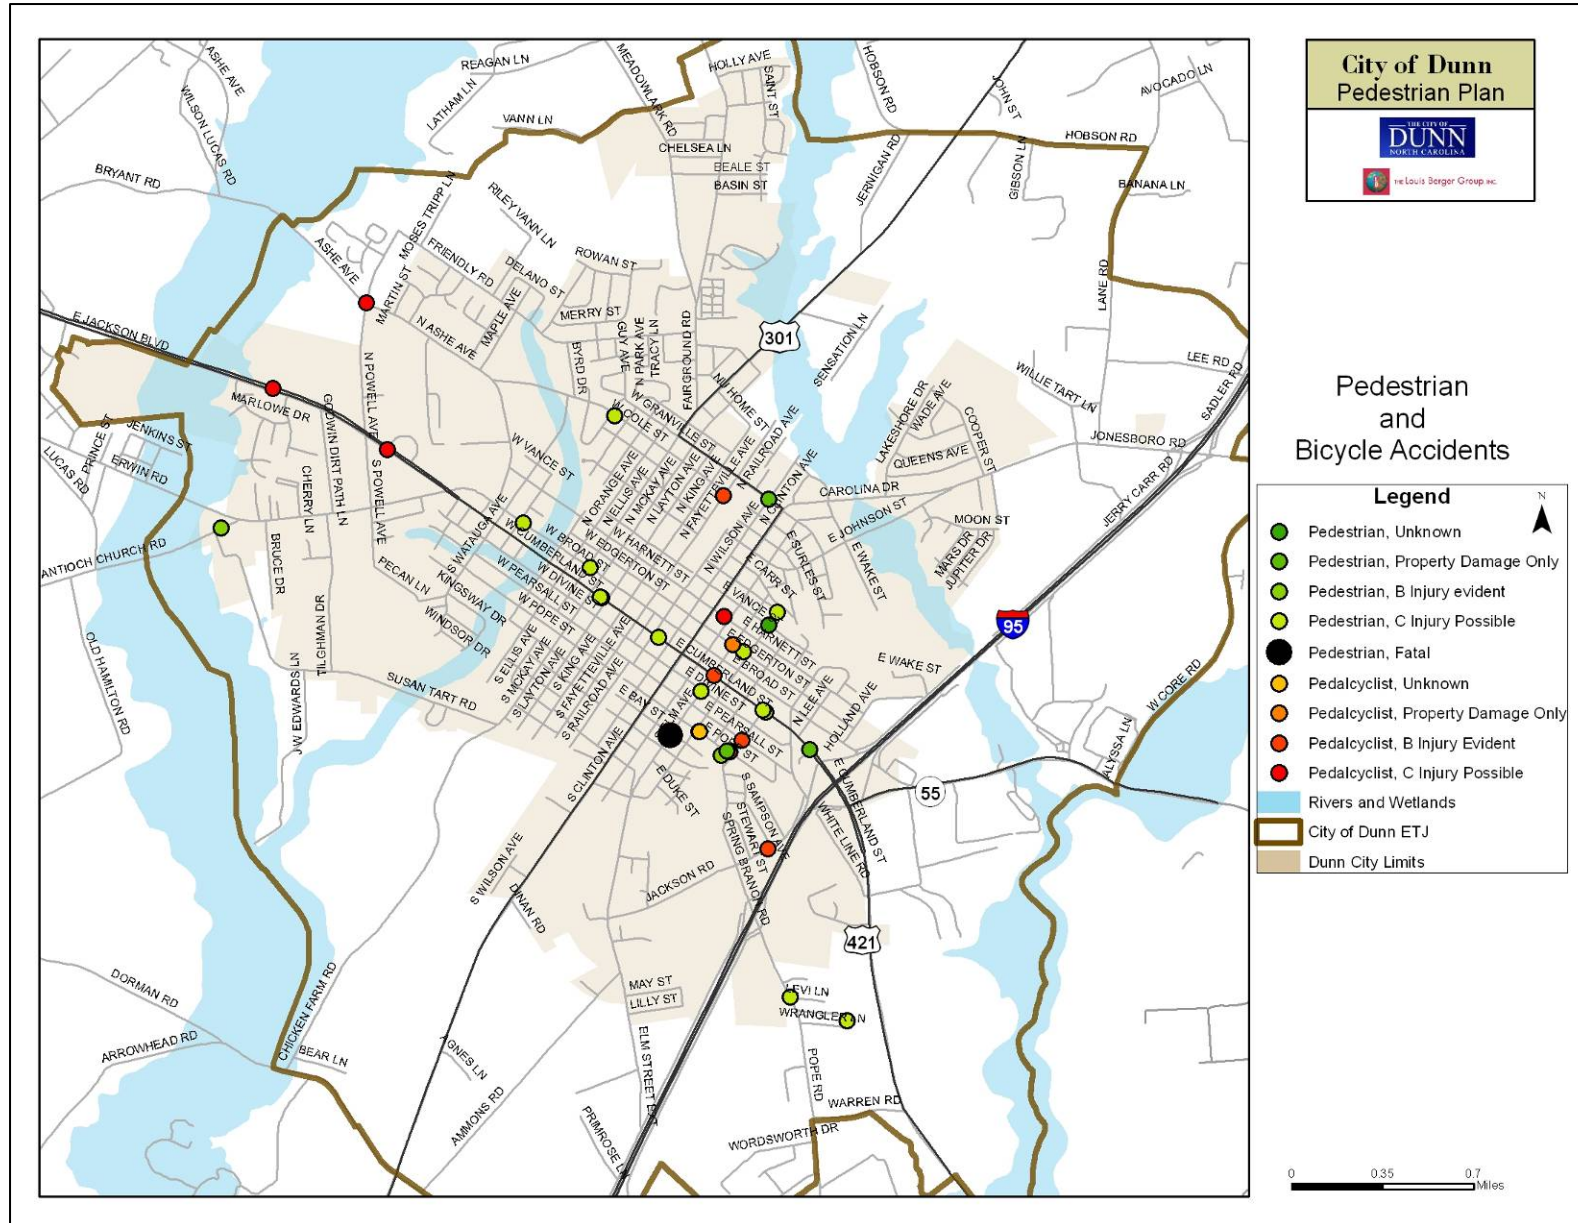 City of Dunn
Pedestrian Plan
THE CITY OF
DUNN
NORTH CAROLINA
THE Louis Berger Group, INC.
Pedestrian
and
Bicycle Accidents
Legend
N
Pedestrian, Unknown
Pedestrian, Property Damage Only
Pedestrian, B Injury evident
Pedestrian, C Injury Possible
Pedestrian, Fatal
Pedalcyclist, Unknown
Pedalcyclist, Property Damage Only
Pedalcyclist, B Injury Evident
Pedalcyclist, C Injury Possible
Rivers and Wetlands
City of Dunn ETJ
Dunn City Limits
0 0.35 0.7
Miles
ASHE AVE
WILSON LUCAS RD
BRYANT RD
REAGAN LN
LATHAM LN
VANN LN
MEADOWLARK RD
HOLLY AVE
SAINT ST
CHELSEA LN
BEALE ST
BASIN ST
HOBSON RD
JOHN ST
AVOCADO LN
HOBSON RD
GIBSON LN
JERNIGAN RD
BANANA LN
MOSES TRIPP LN
RILEY VANN LN
ASHE AVE
FRIENDLY RD
MARTIN ST
DELANO ST
ROWAN ST
MAPLE AVE
MERRY ST
N ASHE AVE
E JACKSON BLVD
N POWELL AVE
BYRD DR
GUY AVE
N PARK AVE
TRACY LN
FAIRGROUND RD
301
SENSATION LN
LANE RD
LEE RD
SADLER RD
WILLIE TART LN
JONESBORO RD
JERRY CARR RD
NU HOME ST
LAKESHORE DR
WADE AVE
COOPER ST
QUEENS AVE
CAROLINA DR
E JOHNSON ST
MOON ST
MARS DR
JUPITER DR
MARLOWE DR
GODWIN DIRT PATH LN
PRINCE ST
JENKINS ST
LUCAS RD
ERWIN RD
CHERRY LN
S POWELL AVE
ANTIOCH CHURCH RD
BRUCE DR
W COLE ST
W GRANVILLE ST
W VANCE ST
N ORANGE AVE
N ELLIS AVE
N MCKAY AVE
N LAYTON AVE
N KING AVE
N FAYETTEVILLE AVE
N RAILROAD AVE
N WILSON AVE
N CLINTON AVE
S WATAUGA AVE
W CUMBERLAND ST
W BROAD ST
W EDGERTON ST
W HARNETT ST
W DIVINE ST
W PEARSALL ST
W POPE ST
E SURLES ST
E CARR ST
E WAKE ST
E VANCE
E HARNETT ST
E EDGERTON ST
E BROAD ST
PECAN LN
KINGSWAY DR
WINDSOR DR
OLD HAMILTON RD
TILGHMAN DR
J W EDWARDS LN
SUSAN TART RD
S ELLIS AVE
S MCKAY AVE
S LAYTON AVE
S KING AVE
S FAYETTEVILLE AVE
S RAILROAD AVE
S CLINTON AVE
E CUMBERLAND ST
E DIVINE ST
E PEARSALL ST
E BAY ST
N LEE AVE
HOLLAND AVE
E WAKE ST
95
W CORE RD
ALYSSA LN
55
E CUMBERLAND ST
WHITE LINE RD
E DUKE ST
S SAMPSON AVE
STEWART ST
SPRING BRANCH RD
JACKSON RD
S WILSON AVE
DINAN RD
421
MAY ST
LILLY ST
LEVI LN
WRANGLER LN
DORMAN RD
CHICKEN FARM RD
ARROWHEAD RD
BEAR LN
AGNES LN
AMMONS RD
ELM STREET EXT
PRIMROSE LN
POPE RD
WARREN RD
WORDSWORTH DR